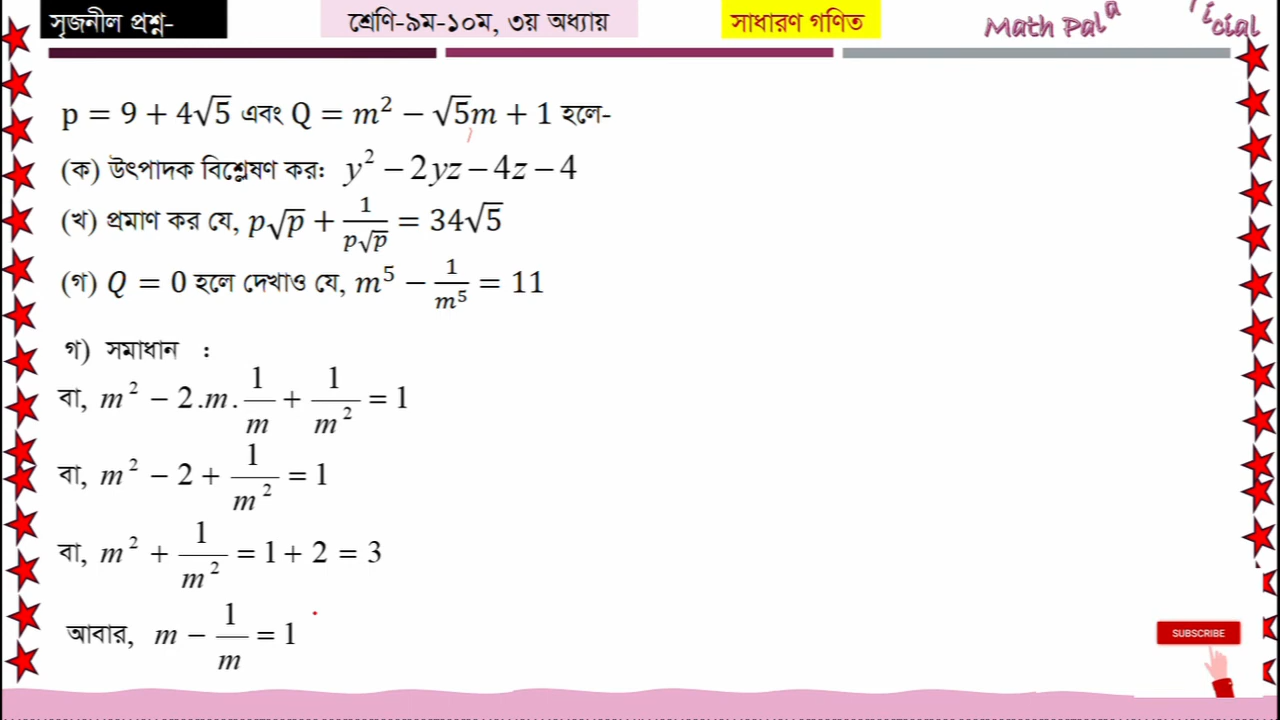 সৃজনীল প্রশ্ন-
শ্রেণি-৯ম-১০ম, ৩য় অধ্যায়
সাধারণ গণিত
Math Pala
icial
p = 9 + 4√5 এবং Q = m² − √5m + 1 হলে-
(ক) উৎপাদক বিশ্লেষণ কর: y² − 2yz − 4z − 4
(খ) প্রমাণ কর যে, p√p + 1/(p√p) = 34√5
(গ) Q = 0 হলে দেখাও যে, m⁵ − 1/m⁵ = 11
গ) সমাধান :
বা, m² − 2.m.1/m + 1/m² = 1
বা, m² − 2 + 1/m² = 1
বা, m² + 1/m² = 1 + 2 = 3
আবার, m − 1/m = 1
SUBSCRIBE